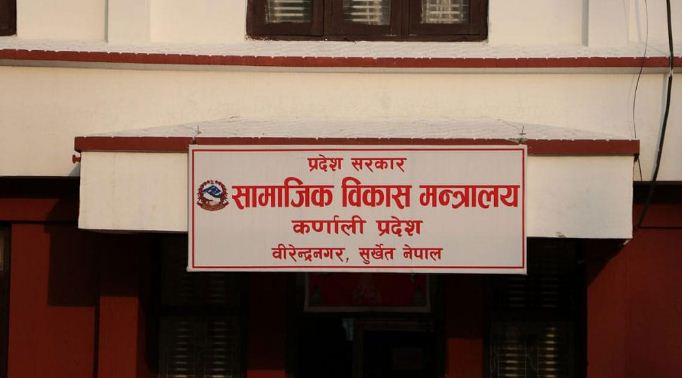 प्रदेश सरकार
सामाजिक विकास मन्त्रालय
कर्णाली प्रदेश
वीरेन्द्रनगर, सुर्खेत नेपाल